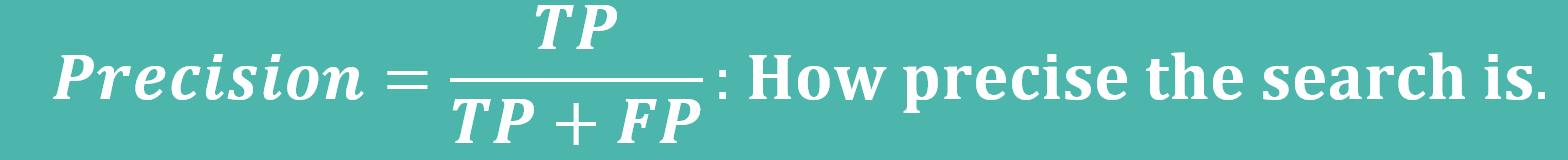 Precision = TP / (TP + FP) : How precise the search is.